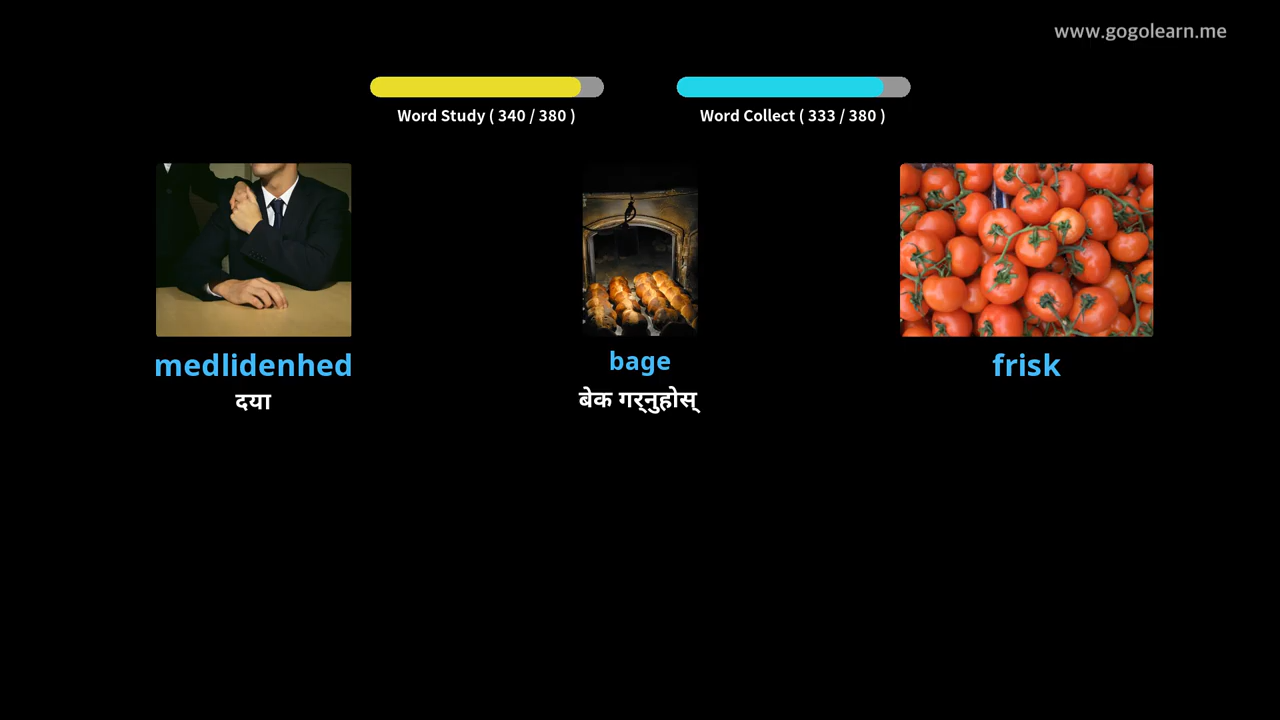 www.gogolearn.me
Word Study ( 340 / 380 )
Word Collect ( 333 / 380 )
medlidenhed
दया
bage
बेक गर्नुहोस्
frisk